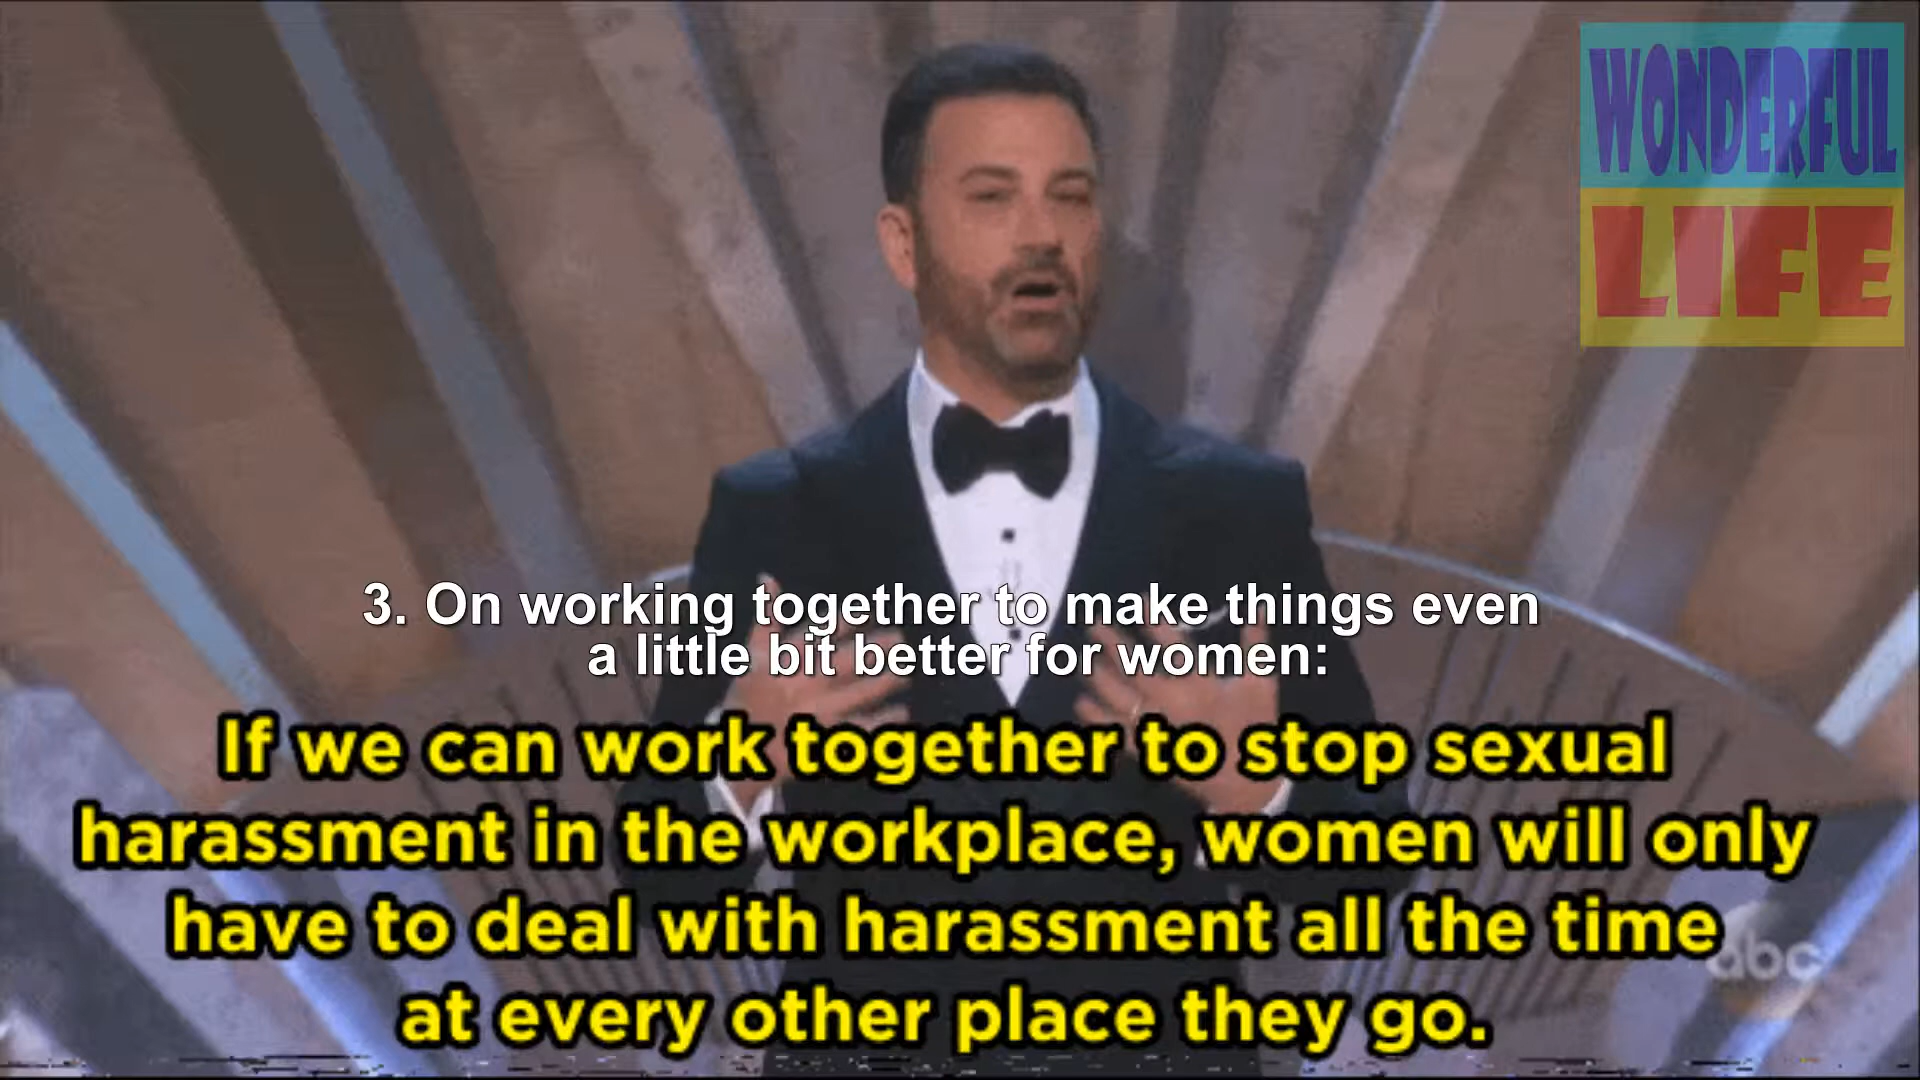 WONDERFUL
LIFE
3. On working together to make things even
a little bit better for women:
If we can work together to stop sexual
harassment in the workplace, women will only
have to deal with harassment all the time
at every other place they go.
abc